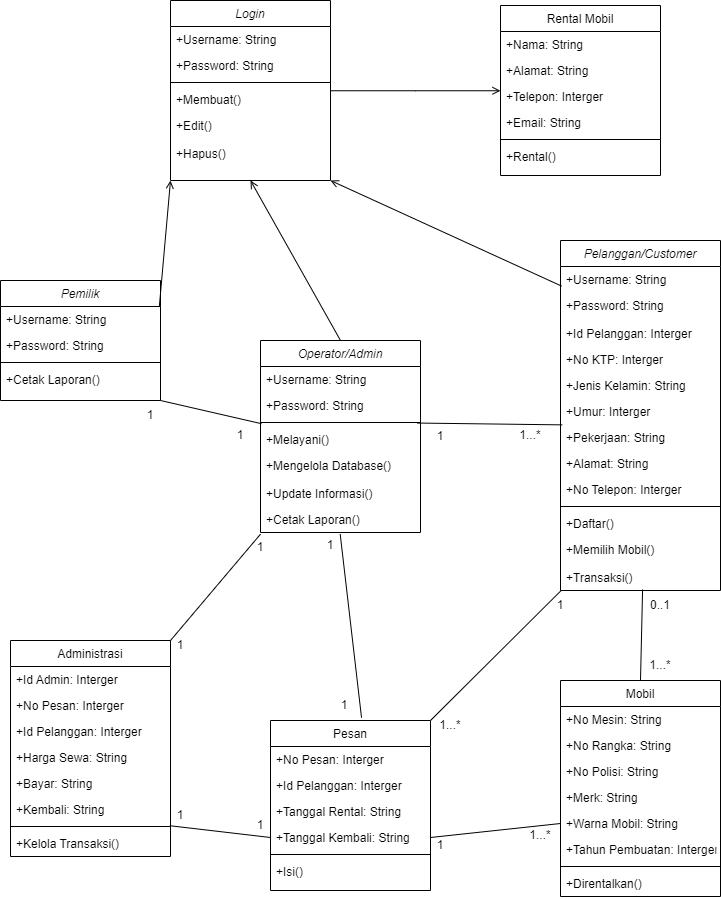 Login
+Username: String
+Password: String
+Membuat()
+Edit()
+Hapus()
Rental Mobil
+Nama: String
+Alamat: String
+Telepon: Interger
+Email: String
+Rental()
Pemilik
+Username: String
+Password: String
+Cetak Laporan()
1
1
Operator/Admin
+Username: String
+Password: String
+Melayani()
+Mengelola Database()
+Update Informasi()
+Cetak Laporan()
1
1...*
Pelanggan/Customer
+Username: String
+Password: String
+Id Pelanggan: Interger
+No KTP: Interger
+Jenis Kelamin: String
+Umur: Interger
+Pekerjaan: String
+Alamat: String
+No Telepon: Interger
+Daftar()
+Memilih Mobil()
+Transaksi()
1
1
1
0..1
1
1
1...*
1...*
Administrasi
+Id Admin: Interger
+No Pesan: Interger
+Id Pelanggan: Interger
+Harga Sewa: String
+Bayar: String
+Kembali: String
+Kelola Transaksi()
1
1
Pesan
+No Pesan: Interger
+Id Pelanggan: Interger
+Tanggal Rental: String
+Tanggal Kembali: String
+Isi()
1
1...*
Mobil
+No Mesin: String
+No Rangka: String
+No Polisi: String
+Merk: String
+Warna Mobil: String
+Tahun Pembuatan: Interger
+Direntalkan()